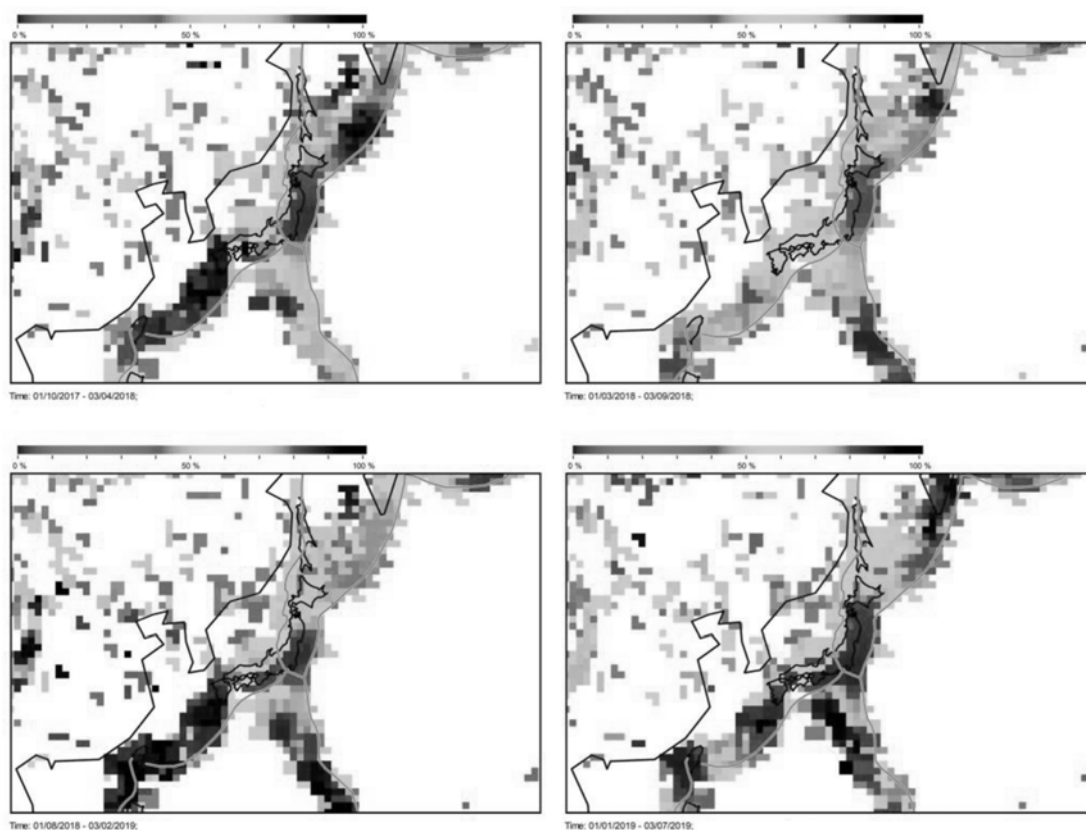 0 % 50 % 100 %
0 % 50 % 100 %
Time: 01/10/2017 - 03/04/2018;
Time: 01/03/2018 - 03/09/2018;
0 % 50 % 100 %
0 % 50 % 100 %
Time: 01/08/2018 - 03/02/2019;
Time: 01/01/2019 - 03/07/2019;